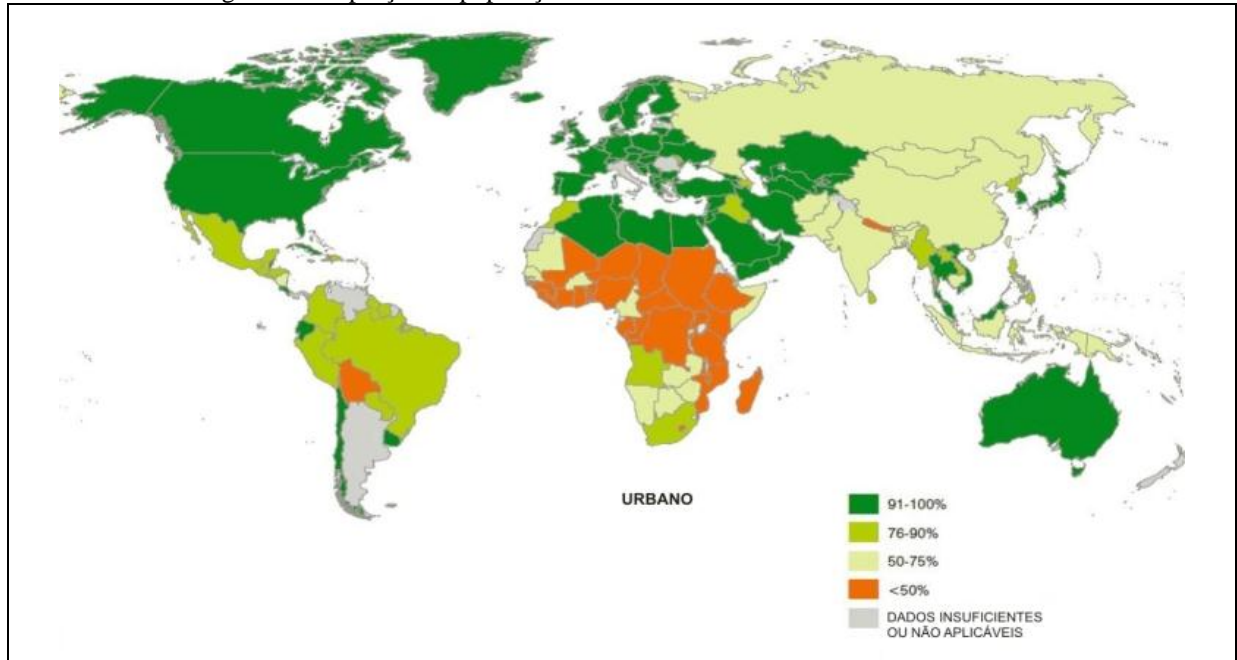 URBANO
91-100%
76-90%
50-75%
<50%
DADOS INSUFICIENTES
OU NÃO APLICÁVEIS